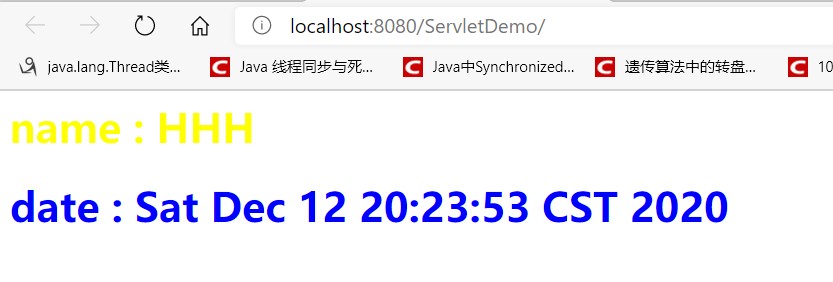 localhost:8080/ServletDemo/
java.lang.Thread类... Java 线程同步与死... Java中Synchronized... 遗传算法中的转盘... 10
name : HHH
date : Sat Dec 12 20:23:53 CST 2020